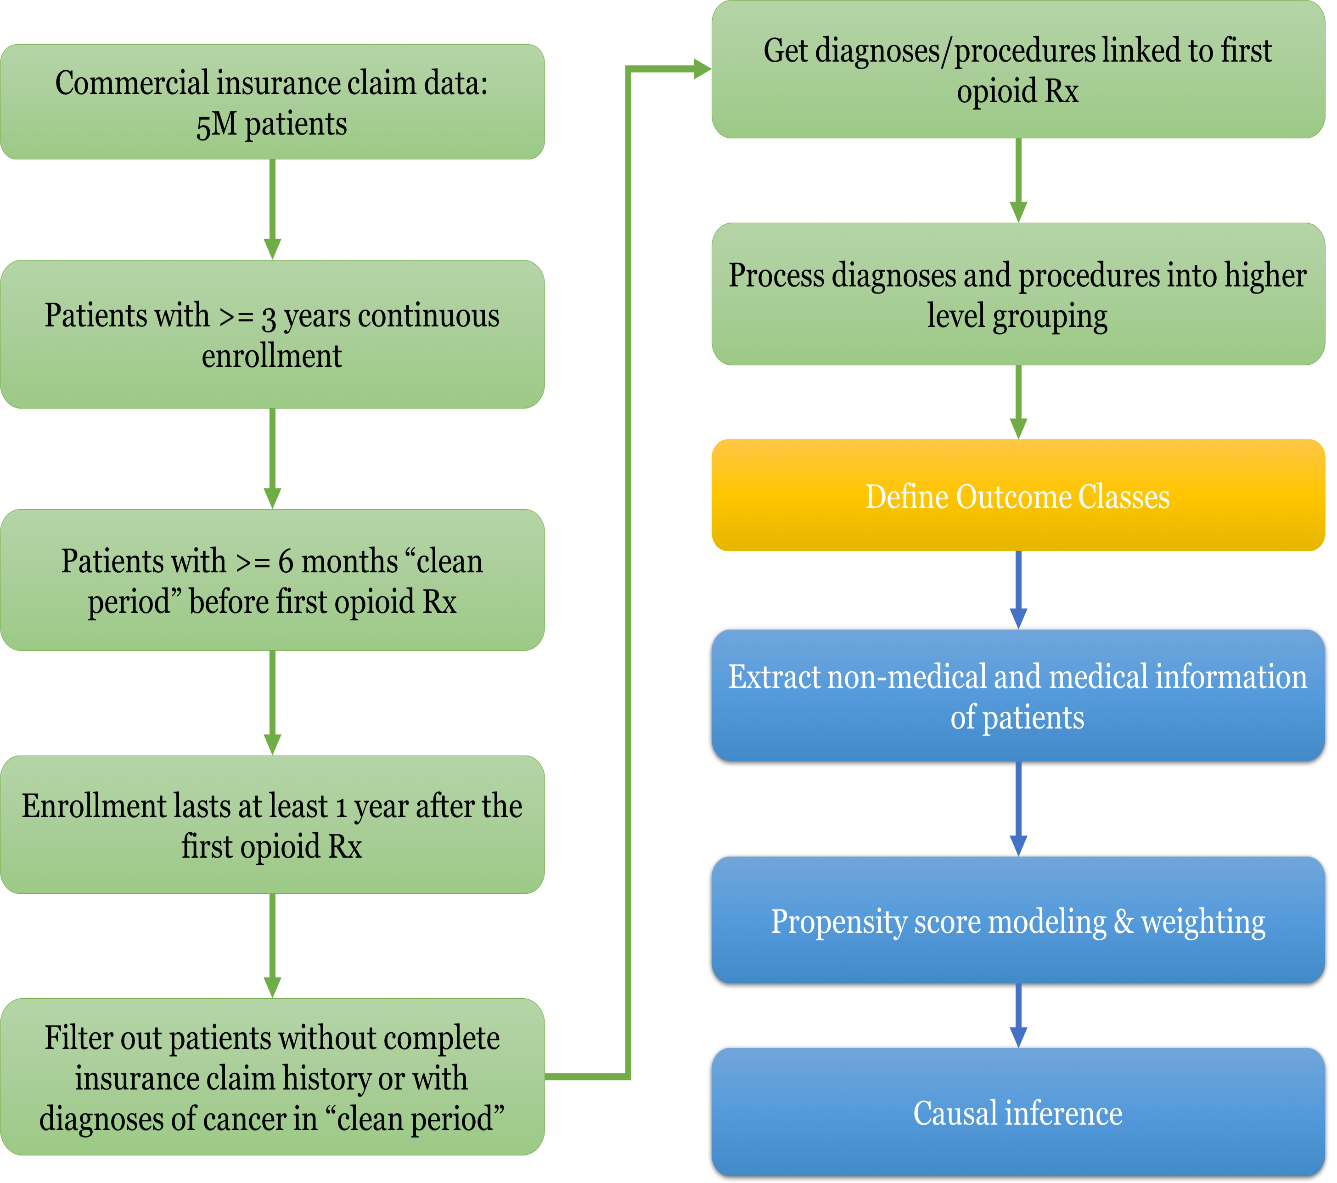 Commercial insurance claim data:
5M patients
Patients with >= 3 years continuous
enrollment
Patients with >= 6 months “clean
period” before first opioid Rx
Enrollment lasts at least 1 year after the
first opioid Rx
Filter out patients without complete
insurance claim history or with
diagnoses of cancer in “clean period”
Get diagnoses/procedures linked to first
opioid Rx
Process diagnoses and procedures into higher
level grouping
Define Outcome Classes
Extract non-medical and medical information
of patients
Propensity score modeling & weighting
Causal inference